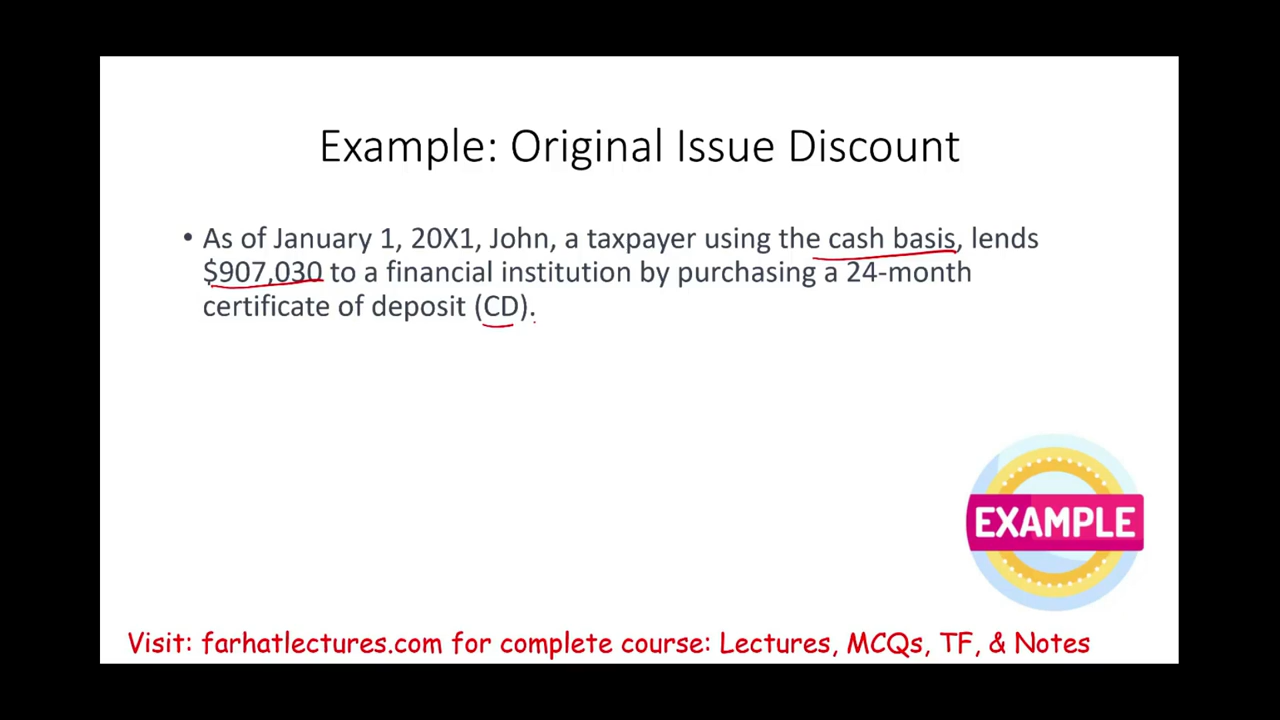 Example: Original Issue Discount
• As of January 1, 20X1, John, a taxpayer using the cash basis, lends
$907,030 to a financial institution by purchasing a 24-month
certificate of deposit (CD).
EXAMPLE
Visit: farhatlectures.com for complete course: Lectures, MCQs, TF, & Notes